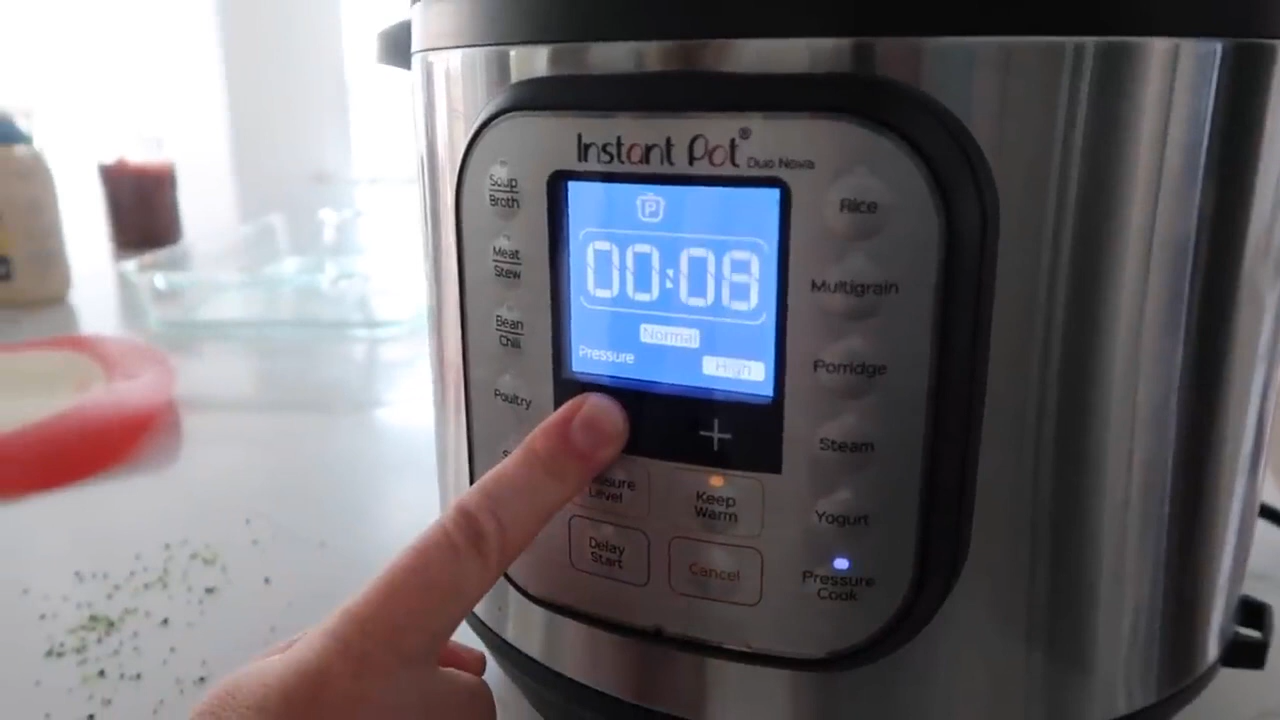 Instant Pot®
Duo Nova
Soup
Broth
Meat
Stew
Bean
Chili
Poultry
P
00:08
Normal
Pressure
High
+
Level
Keep
Warm
Delay
Start
Cancel
Rice
Multigrain
Porridge
Steam
Yogurt
Pressure
Cook